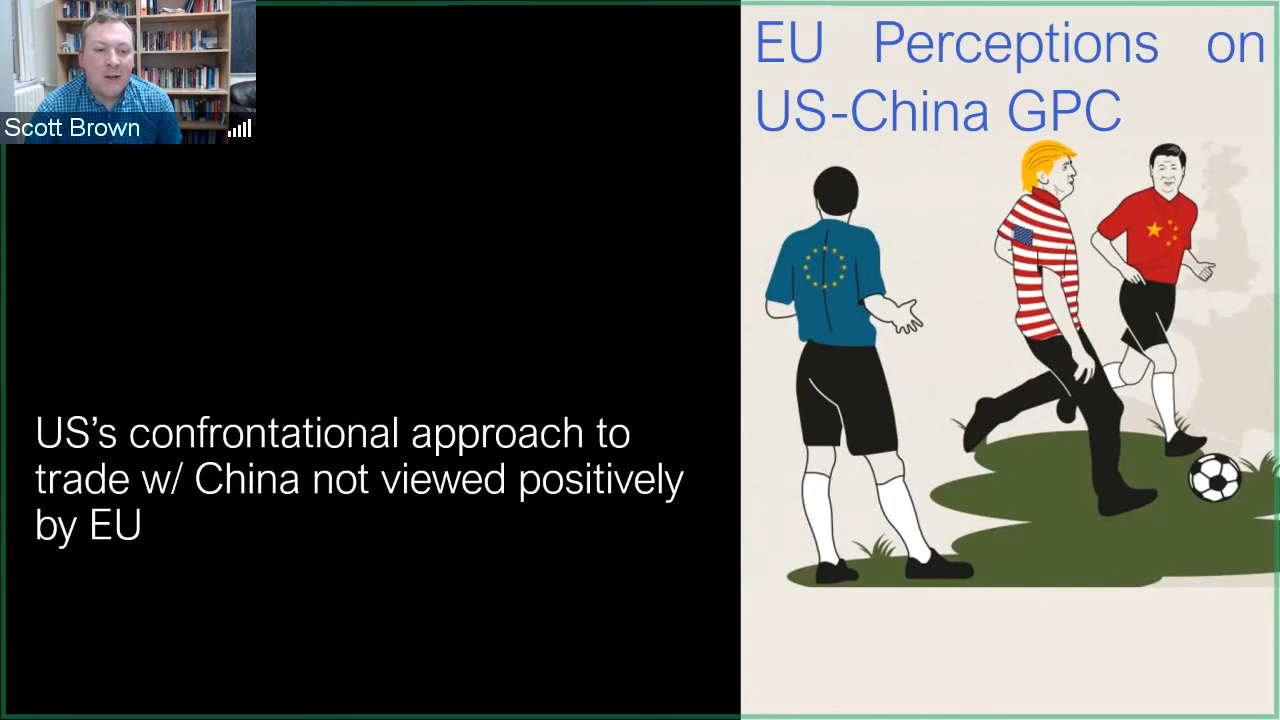 Scott Brown
EU Perceptions on
US-China GPC
US’s confrontational approach to
trade w/ China not viewed positively
by EU